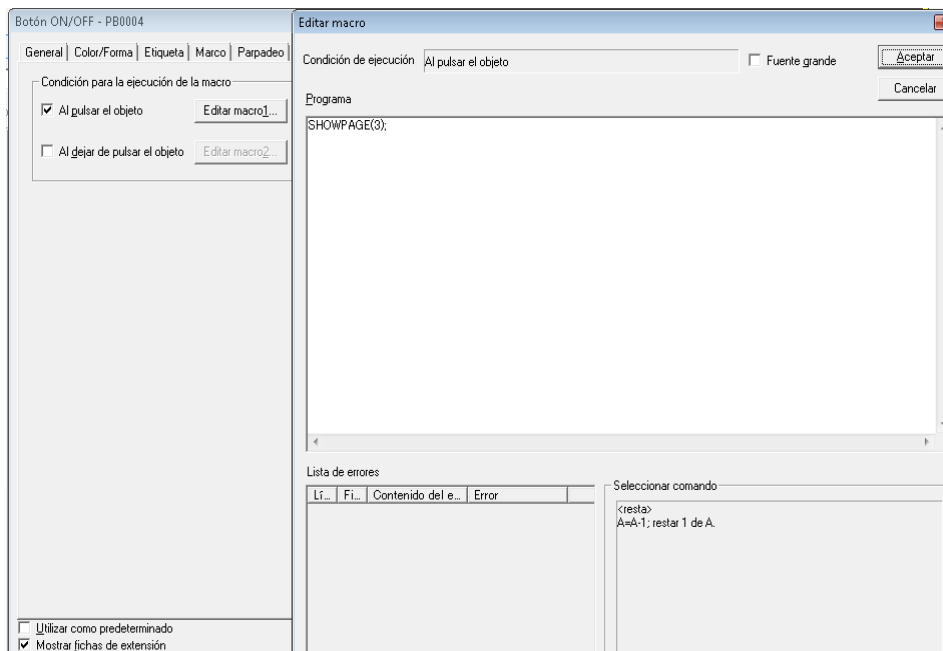 Botón ON/OFF - PB0004
General Color/Forma Etiqueta Marco Parpadeo
Condición para la ejecución de la macro
Al pulsar el objeto Editar macro1...
Al dejar de pulsar el objeto Editar macro2...
Utilizar como predeterminado
Mostrar fichas de extensión
Editar macro
Condición de ejecución Al pulsar el objeto Fuente grande Aceptar
Cancelar
Programa
SHOWPAGE(3);
Lista de errores
Lí... Fi... Contenido del e... Error
Seleccionar comando
<resta>
A=A-1; restar 1 de A.